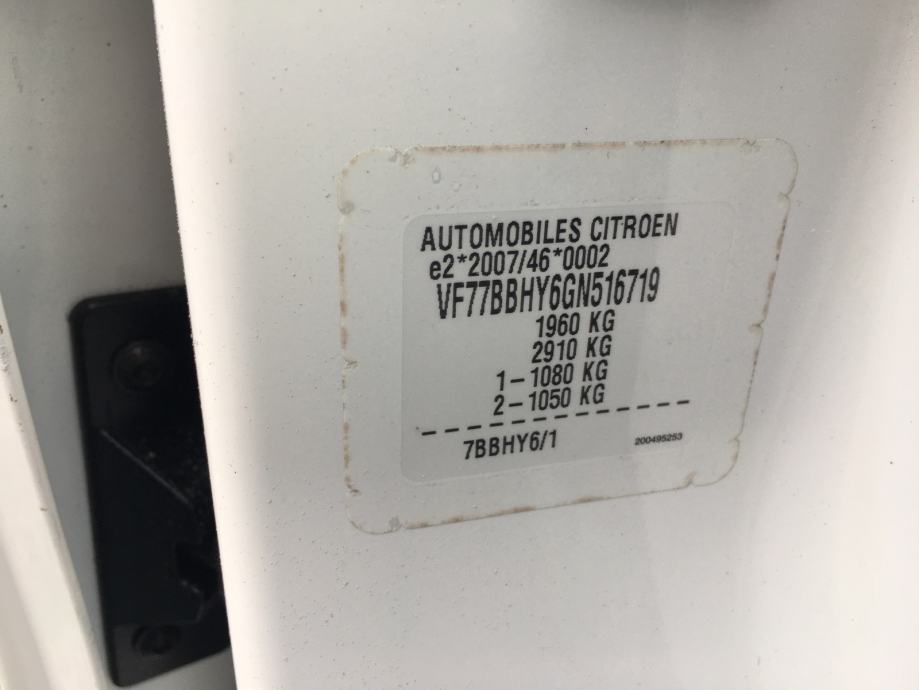 AUTOMOBILES CITROEN
e2*2007/46*0002
VF77BBHY6GN516719
1960 KG
2910 KG
1-1080 KG
2-1050 KG
7BBHY6/1 200495253